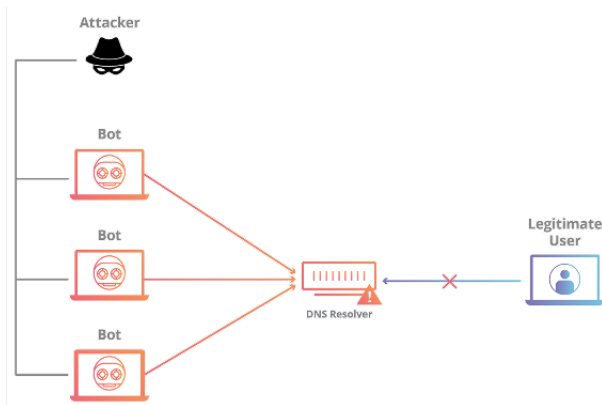 Attacker
Bot
Bot
Legitimate
User
DNS Resolver
Bot